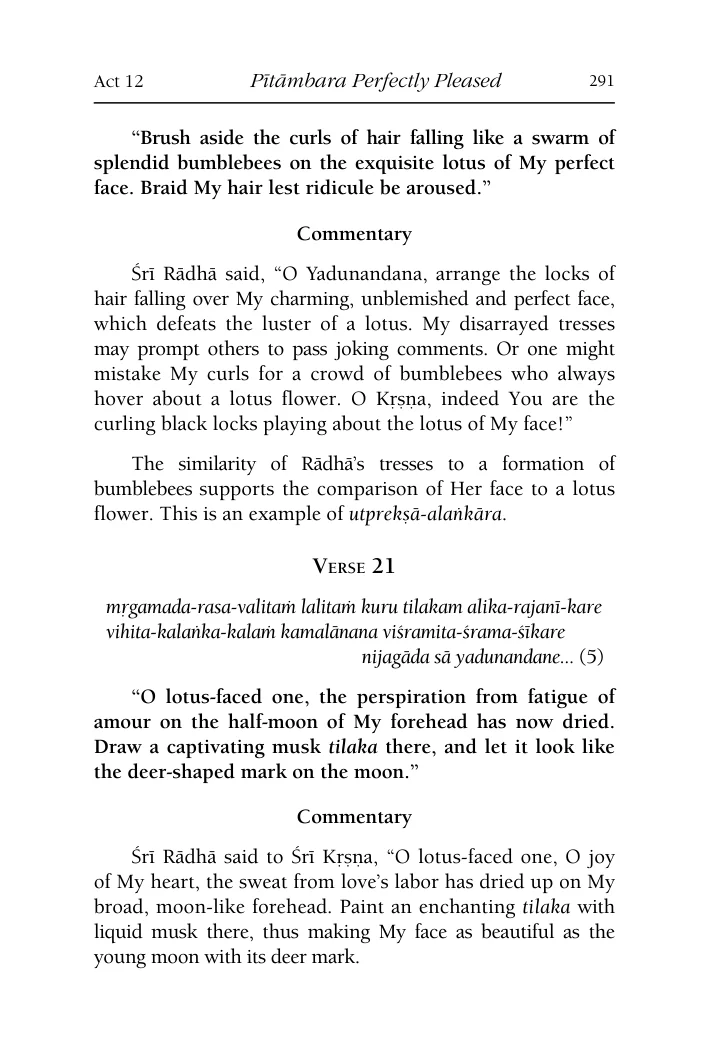 Act 12 Pītāmbara Perfectly Pleased 291
“Brush aside the curls of hair falling like a swarm of
splendid bumblebees on the exquisite lotus of My perfect
face. Braid My hair lest ridicule be aroused.”
Commentary
Śrī Rādhā said, “O Yadunandana, arrange the locks of
hair falling over My charming, unblemished and perfect face,
which defeats the luster of a lotus. My disarrayed tresses
may prompt others to pass joking comments. Or one might
mistake My curls for a crowd of bumblebees who always
hover about a lotus flower. O Kṛṣṇa, indeed You are the
curling black locks playing about the lotus of My face!”
The similarity of Rādhā’s tresses to a formation of
bumblebees supports the comparison of Her face to a lotus
flower. This is an example of utprekṣā-alaṅkāra.
Verse 21
mṛgamada-rasa-valitaṁ lalitaṁ kuru tilakam alika-rajanī-kare
vihita-kalaṅka-kalaṁ kamalānana viśramita-śrama-śīkare
nijagāda sā yadunandane... (5)
“O lotus-faced one, the perspiration from fatigue of
amour on the half-moon of My forehead has now dried.
Draw a captivating musk tilaka there, and let it look like
the deer-shaped mark on the moon.”
Commentary
Śrī Rādhā said to Śrī Kṛṣṇa, “O lotus-faced one, O joy
of My heart, the sweat from love’s labor has dried up on My
broad, moon-like forehead. Paint an enchanting tilaka with
liquid musk there, thus making My face as beautiful as the
young moon with its deer mark.